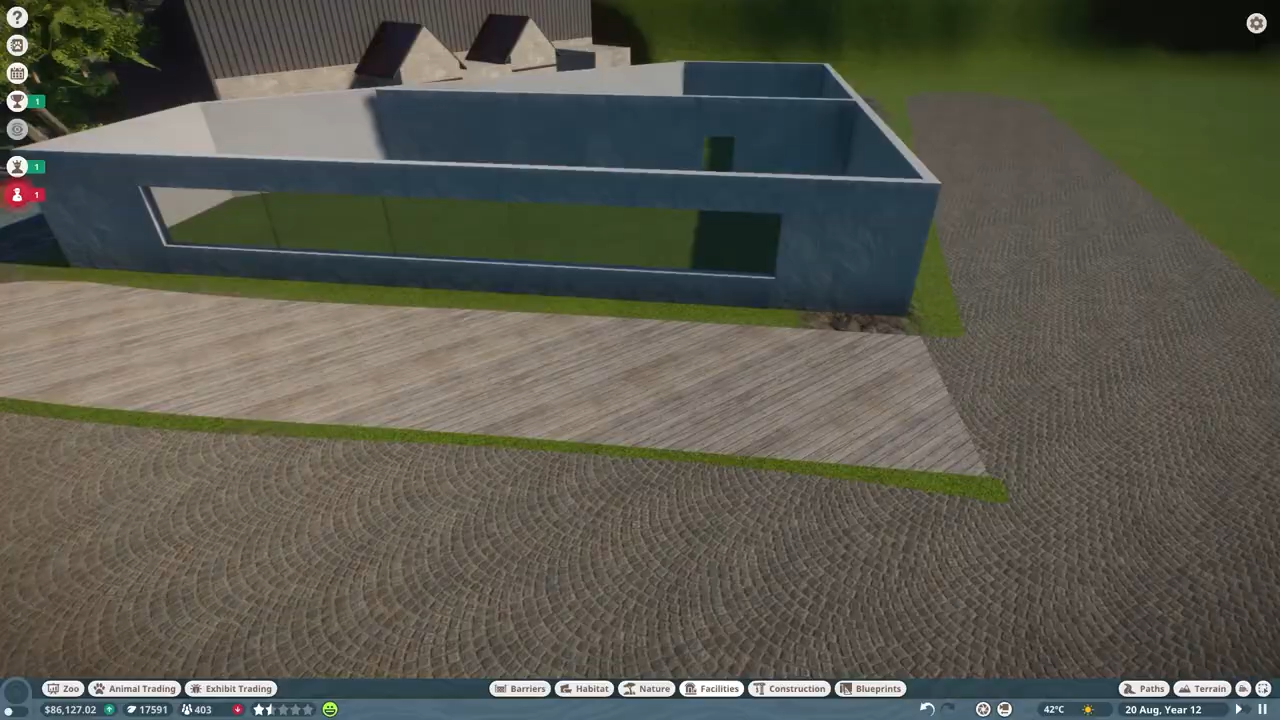 ?
1
1
1
Zoo Animal Trading Exhibit Trading Barriers Habitat Nature Facilities Construction Blueprints Paths Terrain
$86,127.02 17591 403 42°C 20 Aug, Year 12